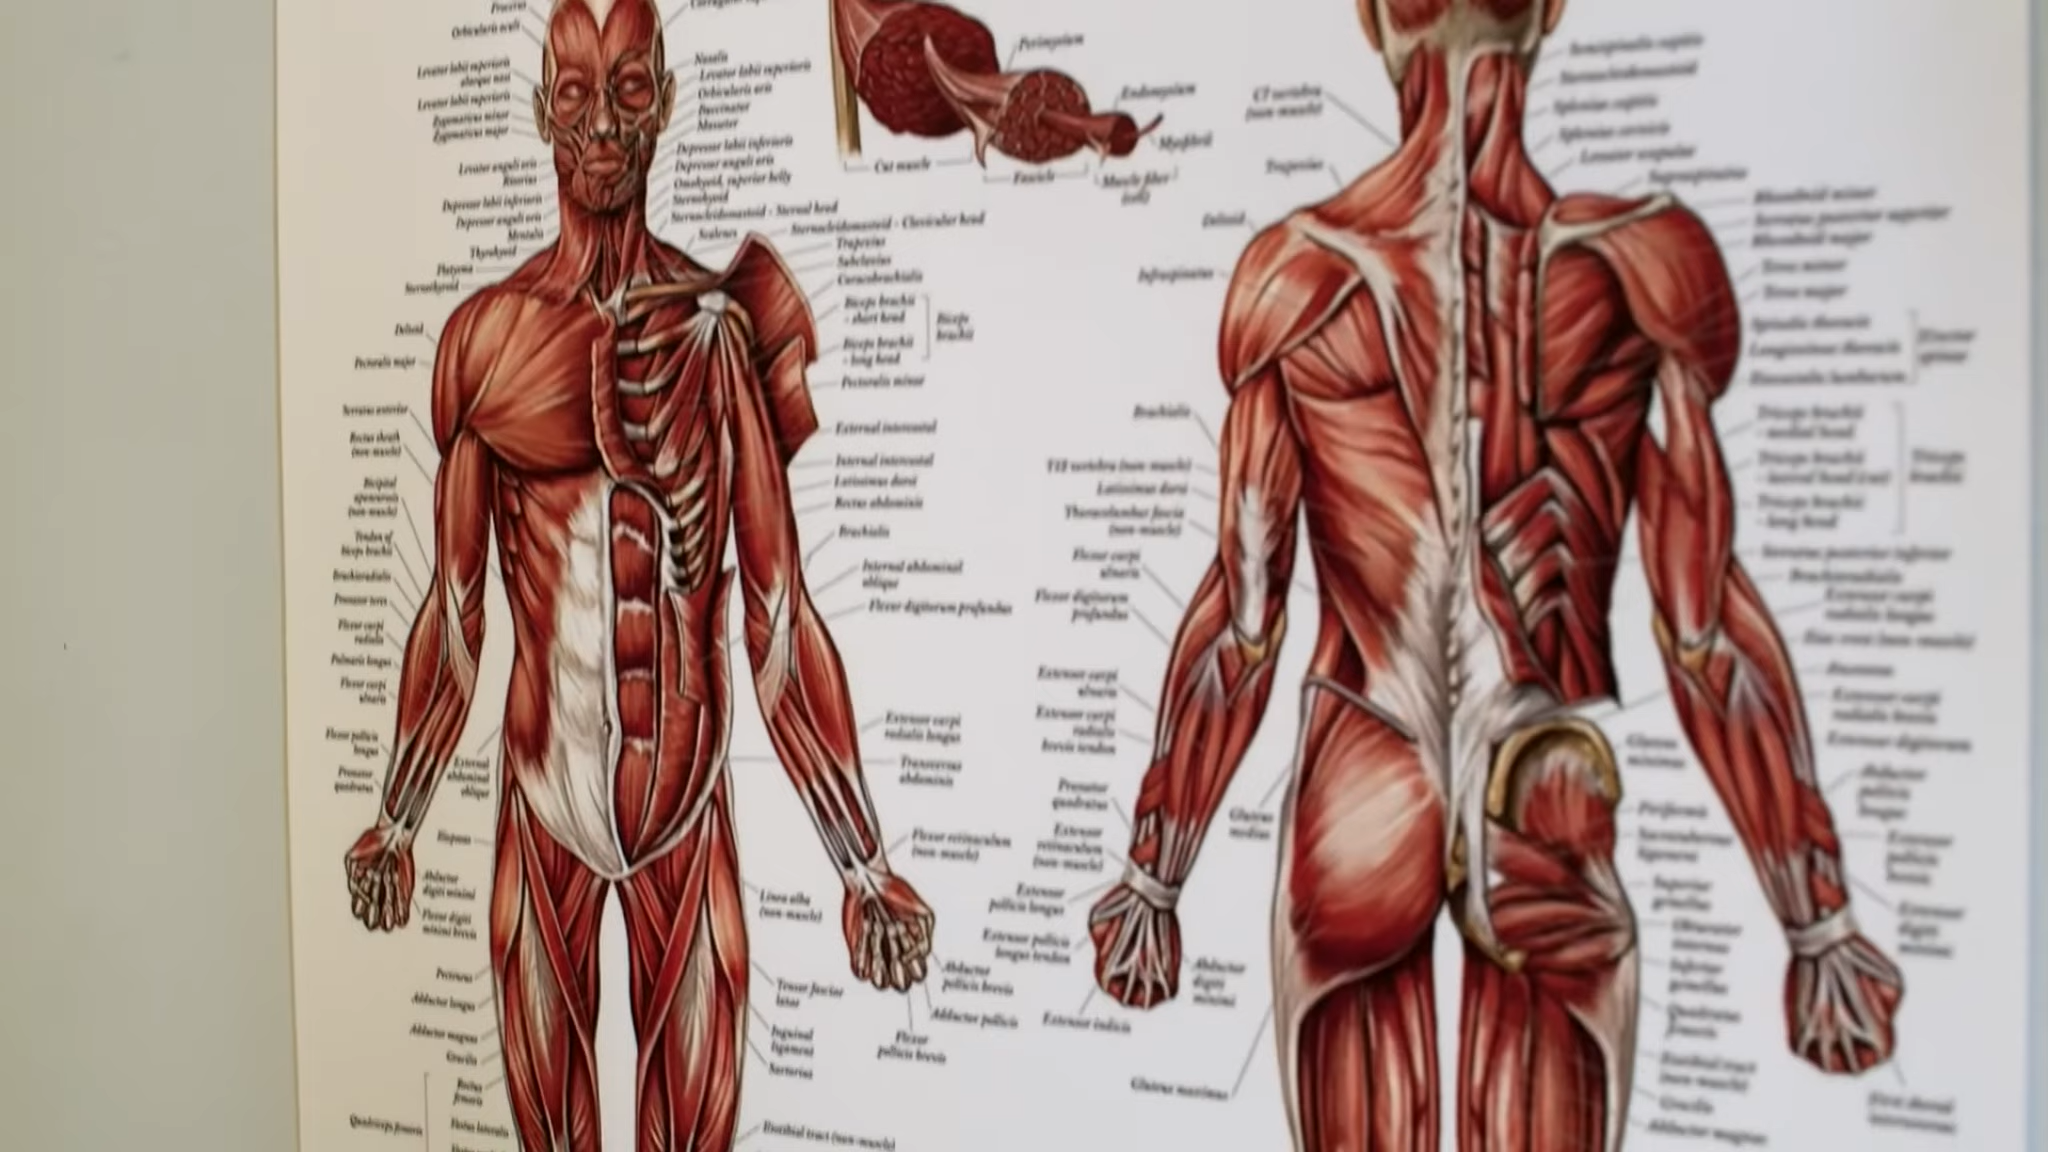 Procerus
Orbicularis oculi
Levator labii superioris
alaeque nasi
Levator labii superioris
Zygomaticus minor
Zygomaticus major
Levator anguli oris
Risorius
Depressor labii inferioris
Depressor anguli oris
Mentalis
Thyrohyoid
Platysma
Sternothyroid
Deltoid
Pectoralis major
Serratus anterior
Rectus sheath
(non-muscle)
Bicipital
aponeurosis
(non-muscle)
Tendon of
biceps brachii
Brachioradialis
Pronator teres
Flexor carpi
radialis
Palmaris longus
Flexor carpi
ulnaris
Flexor pollicis
longus
Pronator
quadratus
External
abdominal
oblique
Iliopsoas
Abductor
digiti minimi
Flexor digiti
minimi brevis
Pectineus
Adductor longus
Adductor magnus
Gracilis
Rectus
femoris
Quadriceps femoris
Vastus lateralis
Nasalis
Levator labii superioris
Orbicularis oris
Buccinator
Masseter
Depressor labii inferioris
Depressor anguli oris
Omohyoid, superior belly
Sternohyoid
Sternocleidomastoid - Sternal head
Sternocleidomastoid - Clavicular head
Scalenes
Trapezius
Subclavius
Coracobrachialis
Biceps brachii
- short head
Biceps brachii
- long head
Biceps
brachii
Pectoralis minor
External intercostal
Internal intercostal
Latissimus dorsi
Rectus abdominis
Brachialis
Internal abdominal
oblique
Flexor digitorum profundus
Extensor carpi
radialis longus
Transversus
abdominis
Flexor retinaculum
(non-muscle)
Linea alba
(non-muscle)
Abductor
pollicis brevis
Adductor pollicis
Flexor
pollicis brevis
Tensor fasciae
latae
Inguinal
ligament
Sartorius
Iliotibial tract (non-muscle)
Perimysium
Endomysium
Myofibril
Cut muscle
Fascicle
Muscle fiber
(cell)
C7 vertebra
(non-muscle)
Trapezius
Deltoid
Infraspinatus
Brachialis
T12 vertebra (non-muscle)
Latissimus dorsi
Thoracolumbar fascia
(non-muscle)
Flexor carpi
ulnaris
Flexor digitorum
profundus
Extensor carpi
ulnaris
Extensor carpi
radialis
brevis tendon
Pronator
quadratus
Extensor
retinaculum
(non-muscle)
Extensor
pollicis longus
Extensor pollicis
longus tendon
Extensor indicis
Abductor
digiti
minimi
Gluteus
medius
Gluteus maximus
Semispinalis capitis
Sternocleidomastoid
Splenius capitis
Splenius cervicis
Levator scapulae
Supraspinatus
Rhomboid minor
Serratus posterior superior
Rhomboid major
Teres minor
Teres major
Spinalis thoracis
Longissimus thoracis
Iliocostalis lumborum
Erector
spinae
Triceps brachii
- medial head
Triceps brachii
- lateral head (cut)
Triceps brachii
- long head
Triceps
brachii
Serratus posterior inferior
Brachioradialis
Extensor carpi
radialis longus
Iliac crest (non-muscle)
Anconeus
Extensor carpi
radialis brevis
Extensor digitorum
Gluteus
minimus
Abductor
pollicis
longus
Piriformis
Sacrotuberous
ligament
Extensor
pollicis
brevis
Superior
gemellus
Extensor
digiti
minimi
Obturator
internus
Inferior
gemellus
Quadratus
femoris
Iliotibial tract
(non-muscle)
Gracilis
Adductor magnus
First dorsal
interosseous